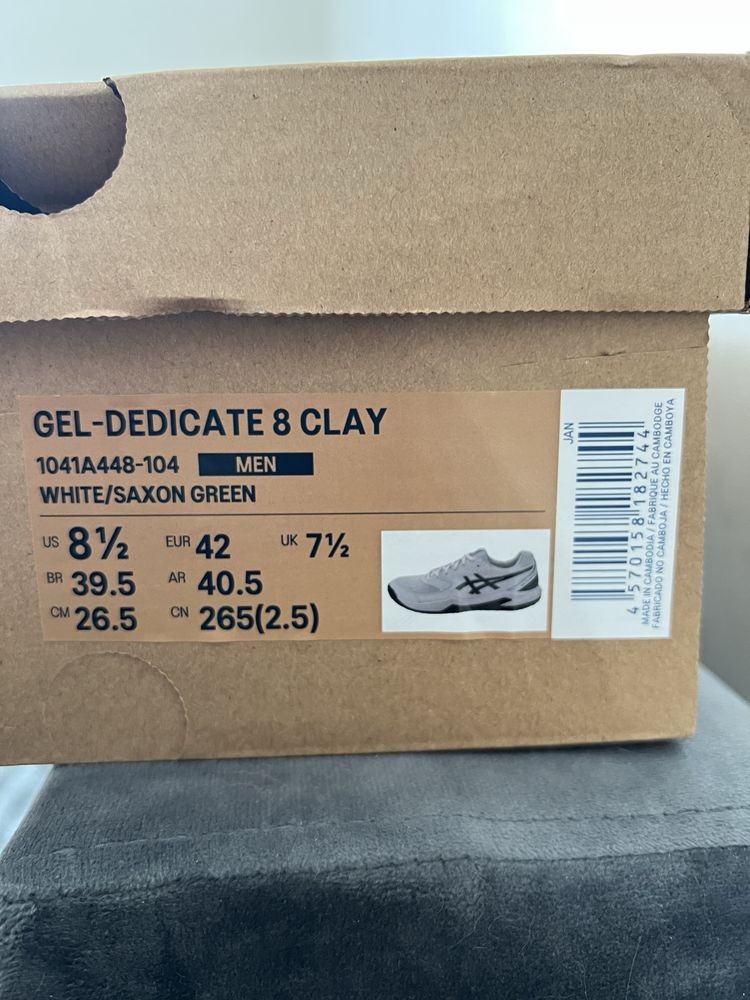 GEL-DEDICATE 8 CLAY
1041A448-104 MEN
WHITE/SAXON GREEN
US 8½ EUR 42 UK 7½
BR 39.5 AR 40.5
CM 26.5 CN 265(2.5)
JAN
4 570158 182744
MADE IN CAMBODIA / FABRIQUE AU CAMBODGE
FABRICADO NO CAMBOJA / HECHO EN CAMBOYA